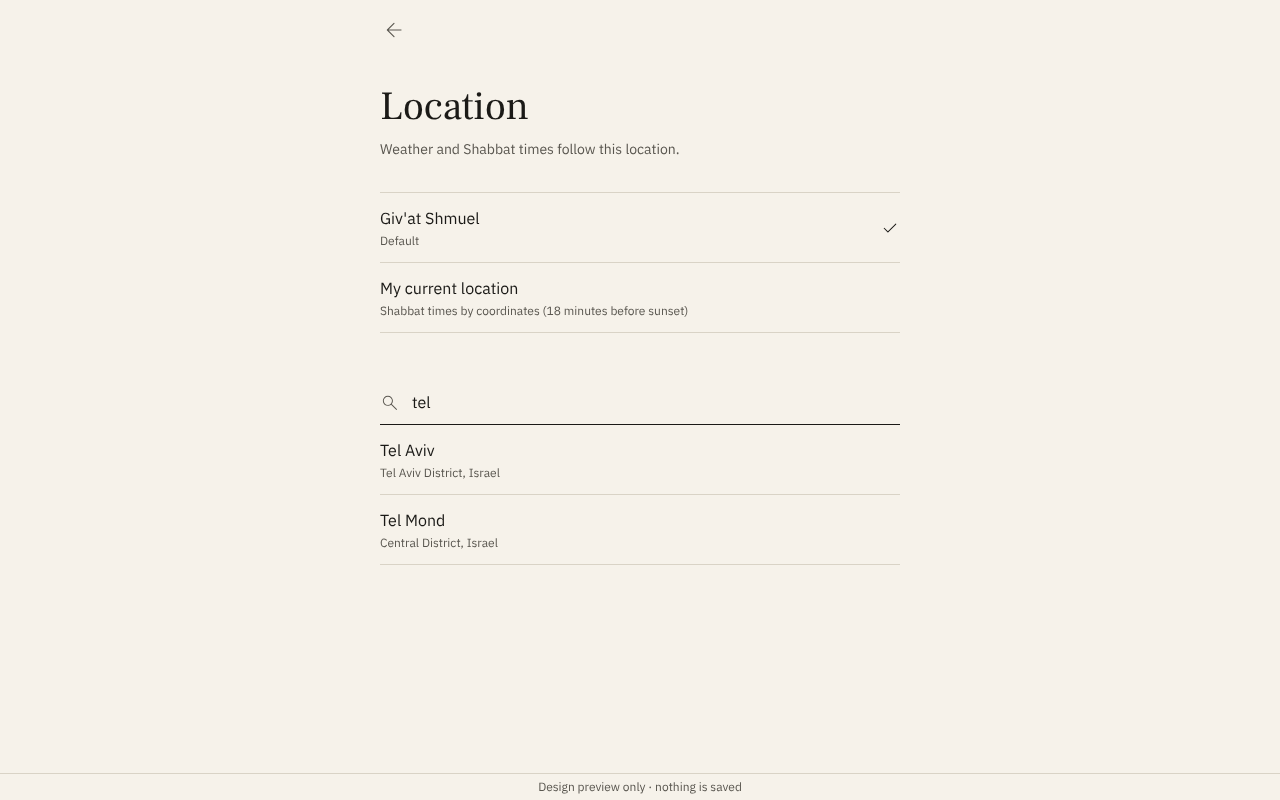 Location
Weather and Shabbat times follow this location.
Giv'at Shmuel
Default
My current location
Shabbat times by coordinates (18 minutes before sunset)
tel
Tel Aviv
Tel Aviv District, Israel
Tel Mond
Central District, Israel
Design preview only · nothing is saved